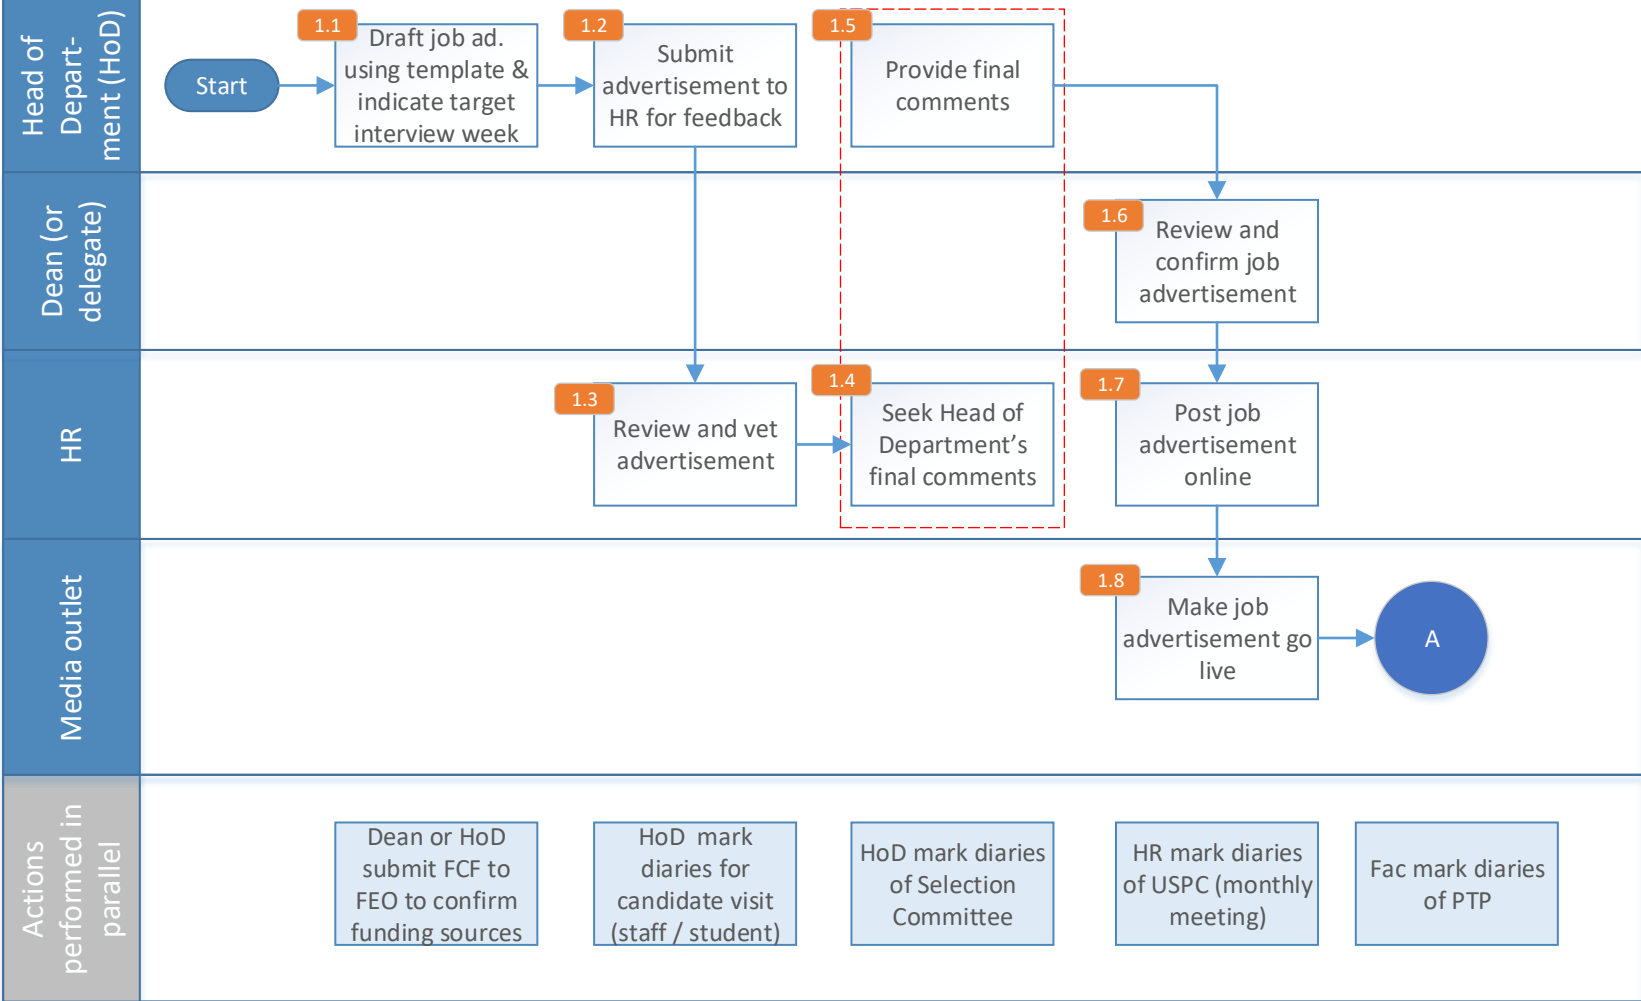 Head of
Depart-
ment (HoD)
Start
1.1
Draft job ad.
using template &
indicate target
interview week
1.2
Submit
advertisement to
HR for feedback
1.5
Provide final
comments
Dean (or
delegate)
1.6
Review and
confirm job
advertisement
HR
1.3
Review and vet
advertisement
1.4
Seek Head of
Department’s
final comments
1.7
Post job
advertisement
online
Media outlet
1.8
Make job
advertisement go
live
A
Actions
performed in
parallel
Dean or HoD
submit FCF to
FEO to confirm
funding sources
HoD mark
diaries for
candidate visit
(staff / student)
HoD mark diaries
of Selection
Committee
HR mark diaries
of USPC (monthly
meeting)
Fac mark diaries
of PTP